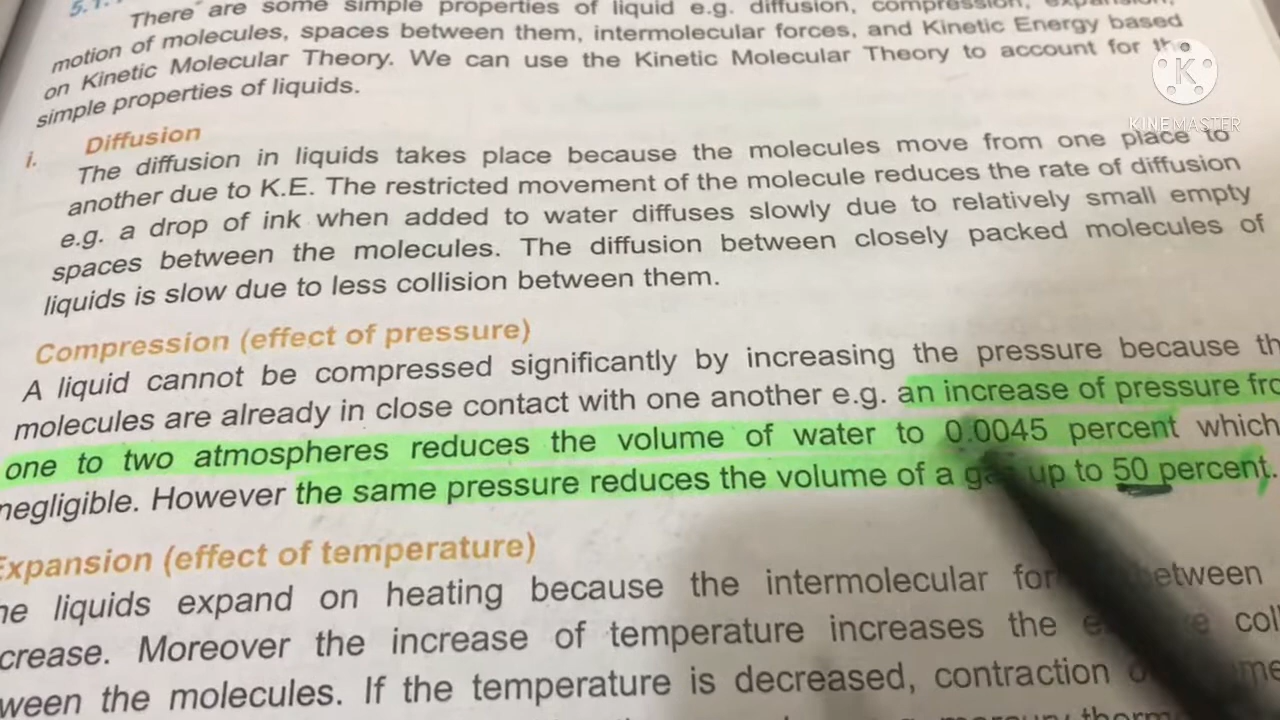 5.1.
There are some simple properties of liquid e.g. diffusion, compression, expansion,
motion of molecules, spaces between them, intermolecular forces, and Kinetic Energy based
on Kinetic Molecular Theory. We can use the Kinetic Molecular Theory to account for the
simple properties of liquids.
K
KINEMASTER
i. Diffusion
The diffusion in liquids takes place because the molecules move from one place to
another due to K.E. The restricted movement of the molecule reduces the rate of diffusion
e.g. a drop of ink when added to water diffuses slowly due to relatively small empty
spaces between the molecules. The diffusion between closely packed molecules of
liquids is slow due to less collision between them.
Compression (effect of pressure)
A liquid cannot be compressed significantly by increasing the pressure because th
molecules are already in close contact with one another e.g. an increase of pressure fro
one to two atmospheres reduces the volume of water to 0.0045 percent which
negligible. However the same pressure reduces the volume of a gas up to 50 percent.
Expansion (effect of temperature)
he liquids expand on heating because the intermolecular between
crease. Moreover the increase of temperature increases the coll
ween the molecules. If the temperature is decreased, contraction